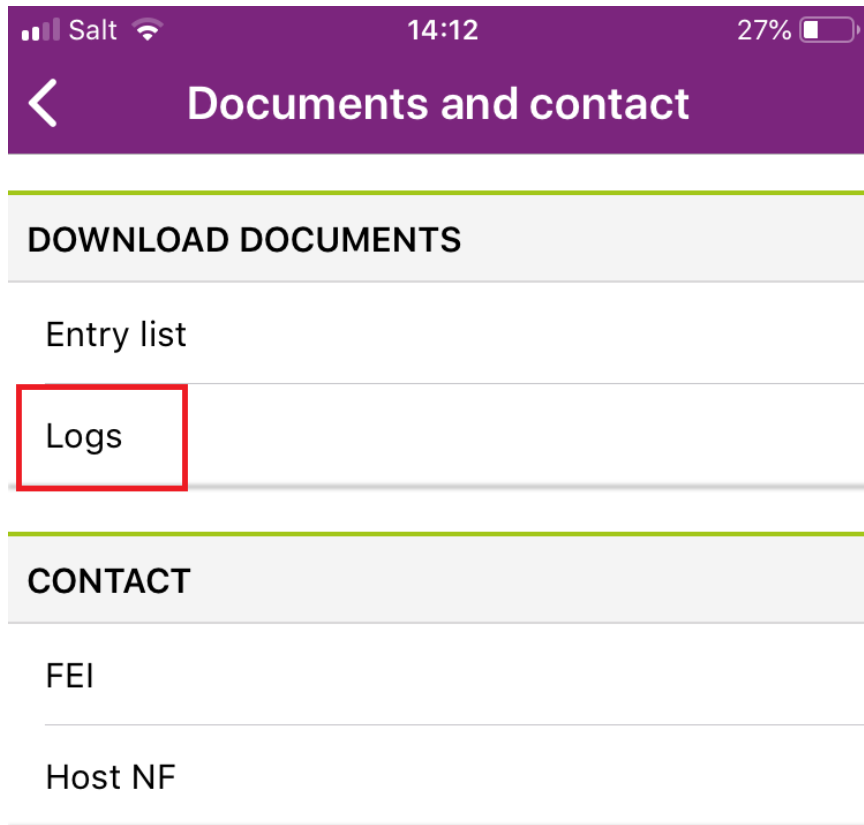 Salt 14:12 27%
Documents and contact
DOWNLOAD DOCUMENTS
Entry list
Logs
CONTACT
FEI
Host NF